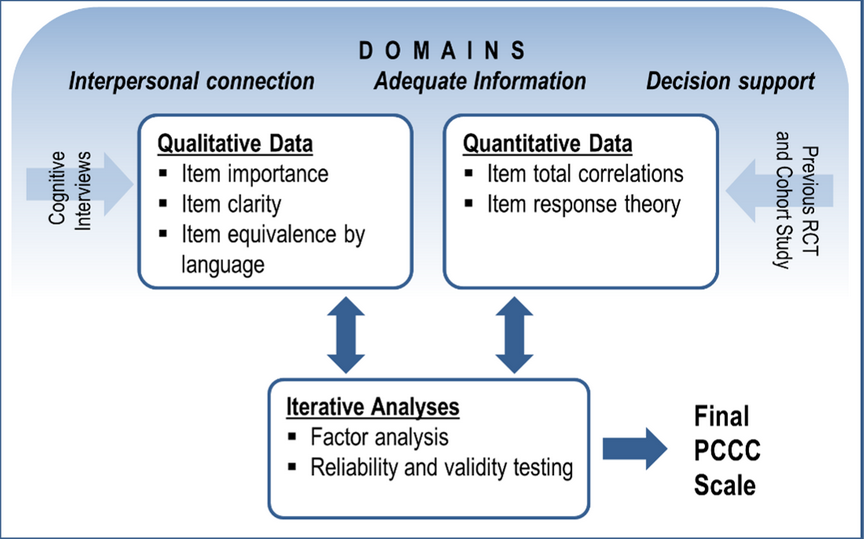 D O M A I N S
Interpersonal connection
Adequate Information
Decision support
Cognitive
Interviews
Qualitative Data
▪ Item importance
▪ Item clarity
▪ Item equivalence by
language
Quantitative Data
▪ Item total correlations
▪ Item response theory
Previous RCT
and Cohort Study
Iterative Analyses
▪ Factor analysis
▪ Reliability and validity testing
Final
PCCC
Scale